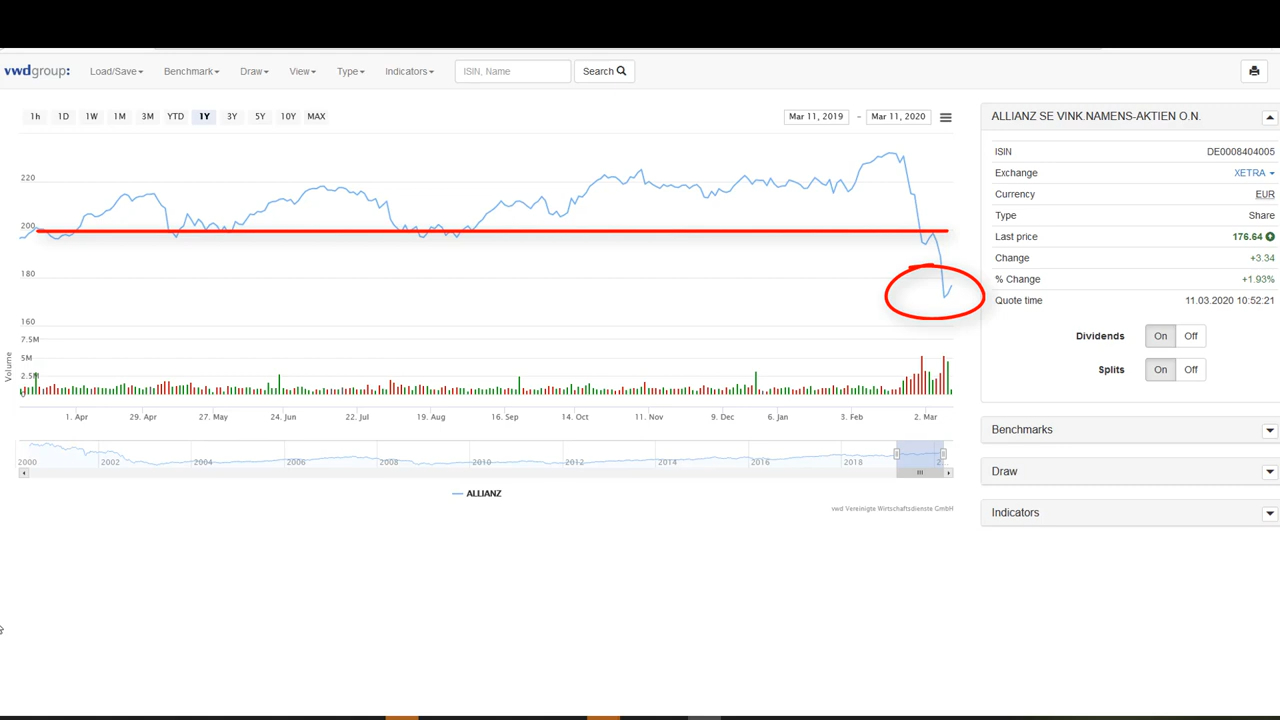 vwdgroup: Load/Save Benchmark Draw View Type Indicators ISIN, Name Search
1h 1D 1W 1M 3M YTD 1Y 3Y 5Y 10Y MAX Mar 11, 2019 - Mar 11, 2020
220
200
180
160
7.5M
5M
2.5M
0
Volume
1. Apr 29. Apr 27. May 24. Jun 22. Jul 19. Aug 16. Sep 14. Oct 11. Nov 9. Dec 6. Jan 3. Feb 2. Mar
2000 2002 2004 2006 2008 2010 2012 2014 2016 2018
ALLIANZ
vwd Vereinigte Wirtschaftsdienste GmbH
ALLIANZ SE VINK.NAMENS-AKTIEN O.N.
ISIN DE0008404005
Exchange XETRA
Currency EUR
Type Share
Last price 176.64
Change +3.34
% Change +1.93%
Quote time 11.03.2020 10:52:21
Dividends On Off
Splits On Off
Benchmarks
Draw
Indicators